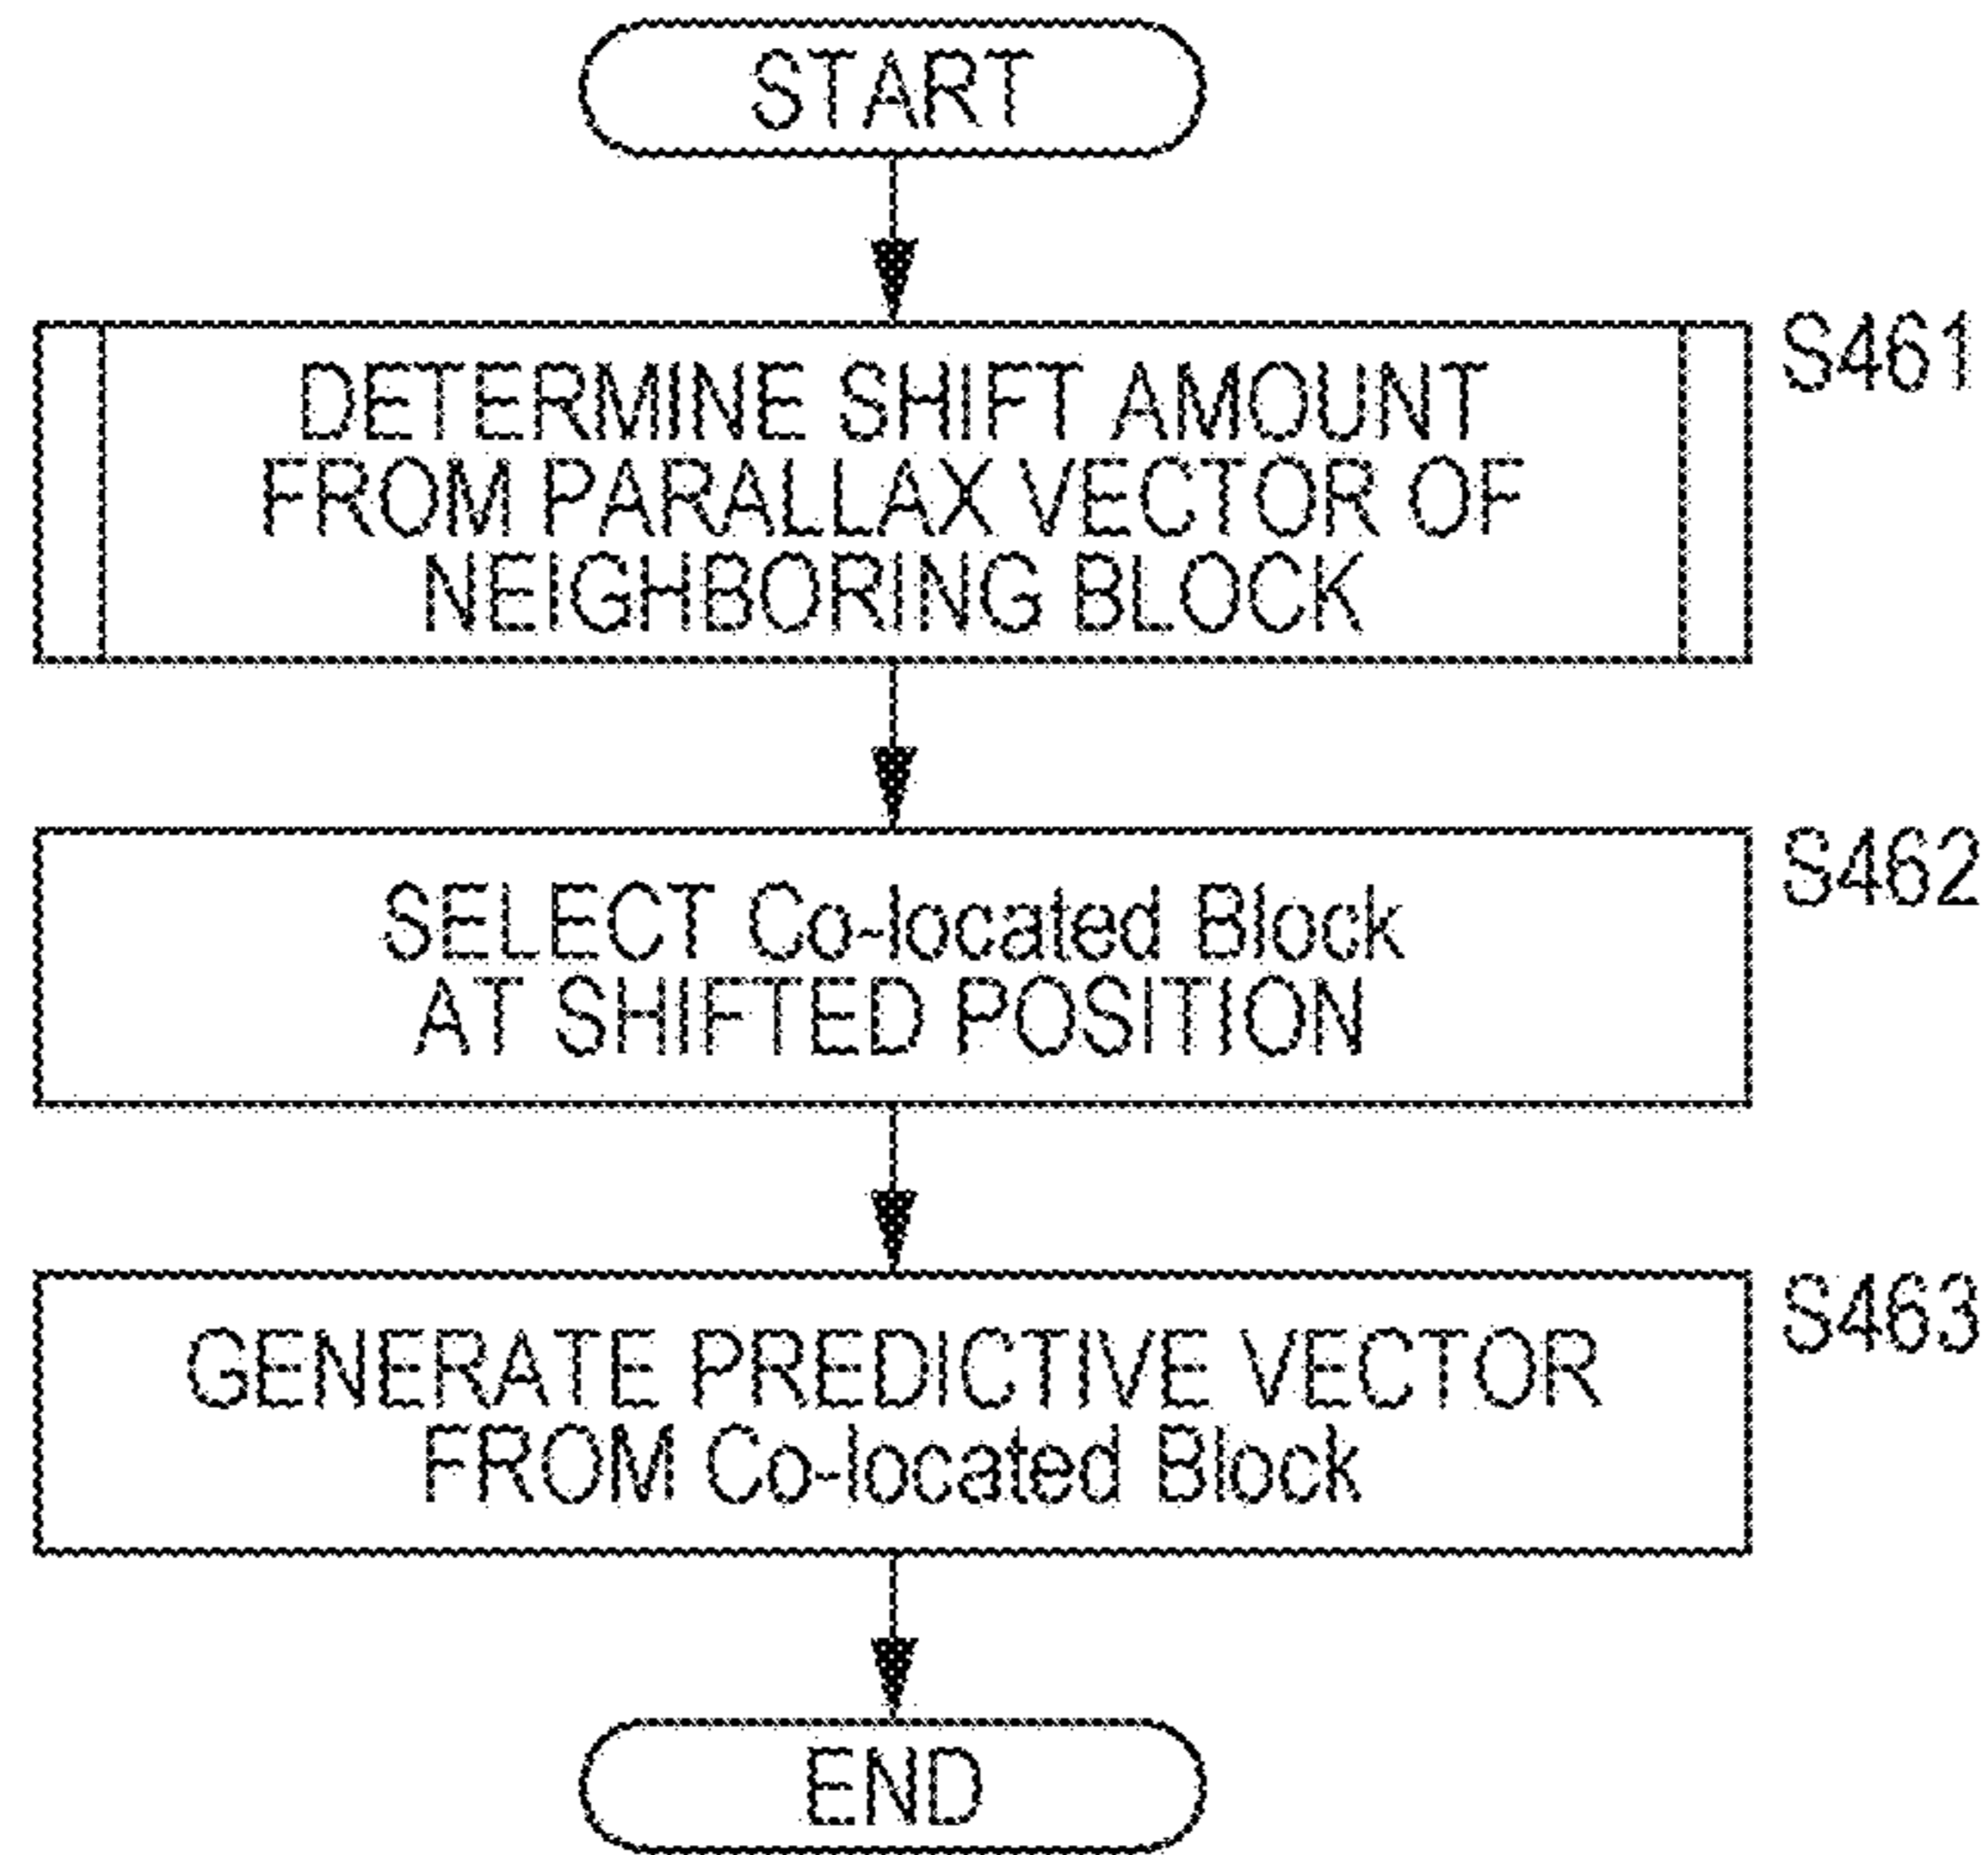 START
S461
DETERMINE SHIFT AMOUNT
FROM PARALLAX VECTOR OF
NEIGHBORING BLOCK
S462
SELECT Co-located Block
AT SHIFTED POSITION
S463
GENERATE PREDICTIVE VECTOR
FROM Co-located Block
END